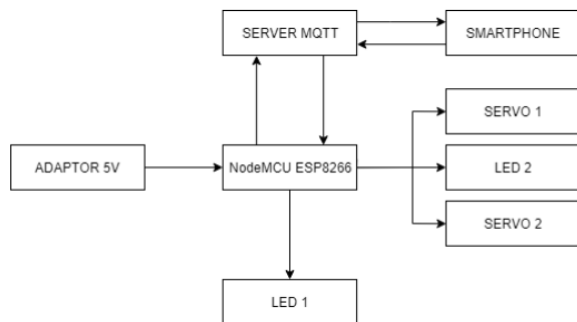 SERVER MQTT
SMARTPHONE
SERVO 1
ADAPTOR 5V
NodeMCU ESP8266
LED 2
SERVO 2
LED 1